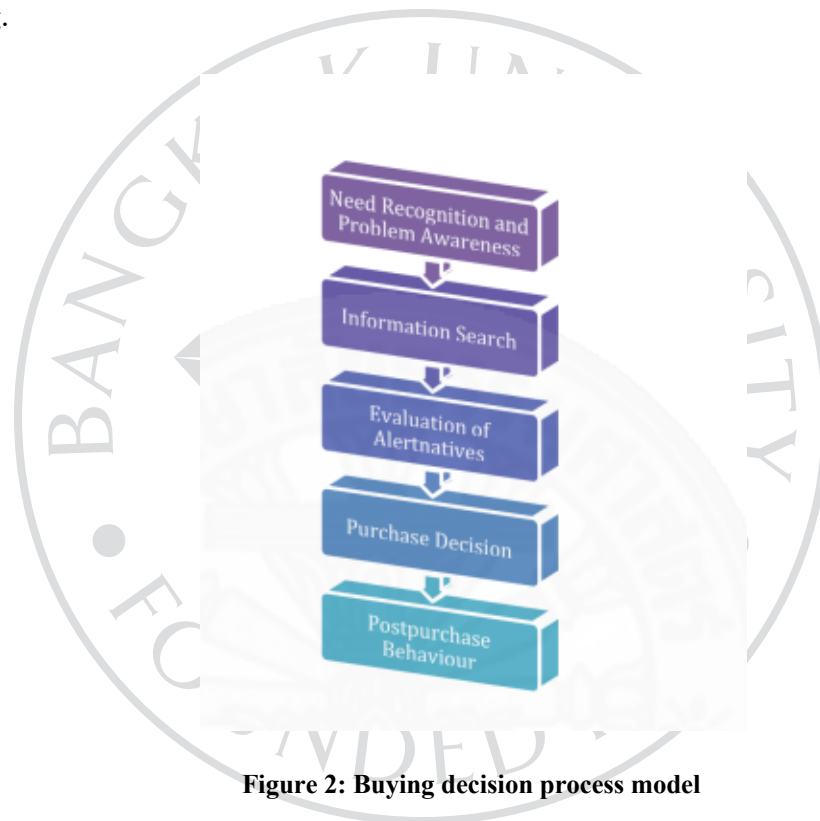 Need Recognition and
Problem Awareness
Information Search
Evaluation of
Alertnatives
Purchase Decision
Postpurchase
Behaviour
Figure 2: Buying decision process model